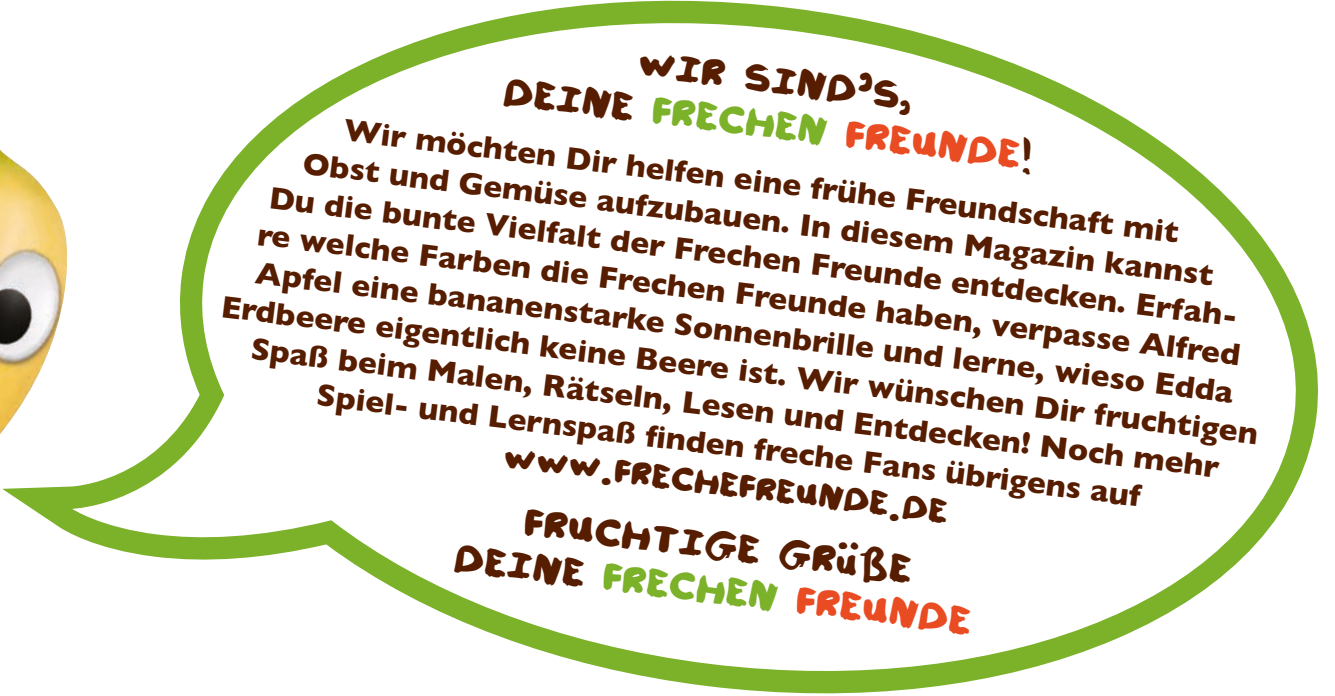 WIR SIND'S,
DEINE FRECHEN FREUNDE!
Wir möchten Dir helfen eine frühe Freundschaft mit
Obst und Gemüse aufzubauen. In diesem Magazin kannst
Du die bunte Vielfalt der Frechen Freunde entdecken. Erfah-
re welche Farben die Frechen Freunde haben, verpasse Alfred
Apfel eine bananenstarke Sonnenbrille und lerne, wieso Edda
Erdbeere eigentlich keine Beere ist. Wir wünschen Dir fruchtigen
Spaß beim Malen, Rätseln, Lesen und Entdecken! Noch mehr
Spiel- und Lernspaß finden freche Fans übrigens auf
WWW.FRECHEFREUNDE.DE
FRUCHTIGE GRÜßE
DEINE FRECHEN FREUNDE